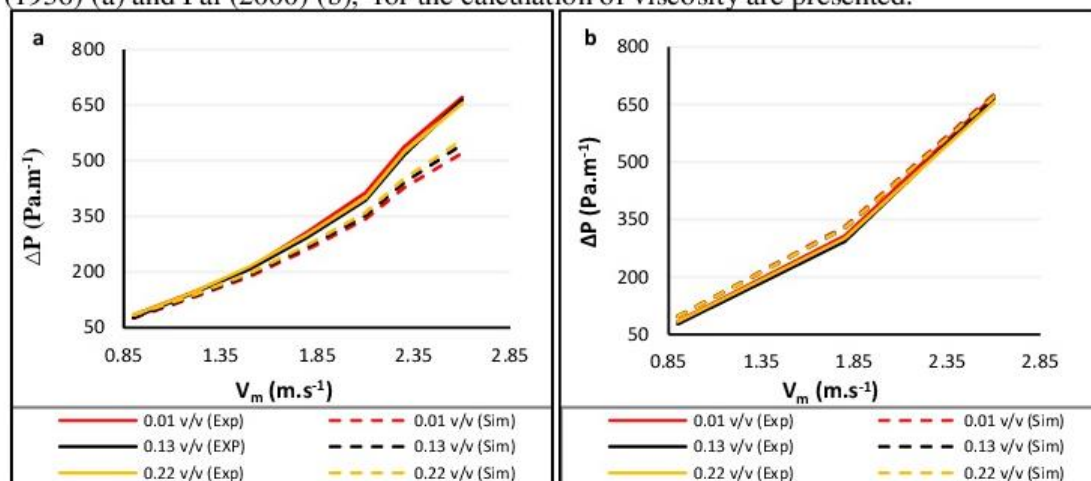 (1936) (a) and Pal (2000) (b), for the calculation of viscosity are presented.
a
800
650
500
350
200
50
ΔP (Pa.m⁻¹)
0.85 1.35 1.85 2.35 2.85
Vₘ (m.s⁻¹)
0.01 v/v (Exp) 0.01 v/v (Sim)
0.13 v/v (EXP) 0.13 v/v (Sim)
0.22 v/v (Exp) 0.22 v/v (Sim)
b
800
650
500
350
200
50
ΔP (Pa.m⁻¹)
0.85 1.35 1.85 2.35 2.85
Vₘ (m.s⁻¹)
0.01 v/v (Exp) 0.01 v/v (Sim)
0.13 v/v (Exp) 0.13 v/v (Sim)
0.22 v/v (Exp) 0.22 v/v (Sim)